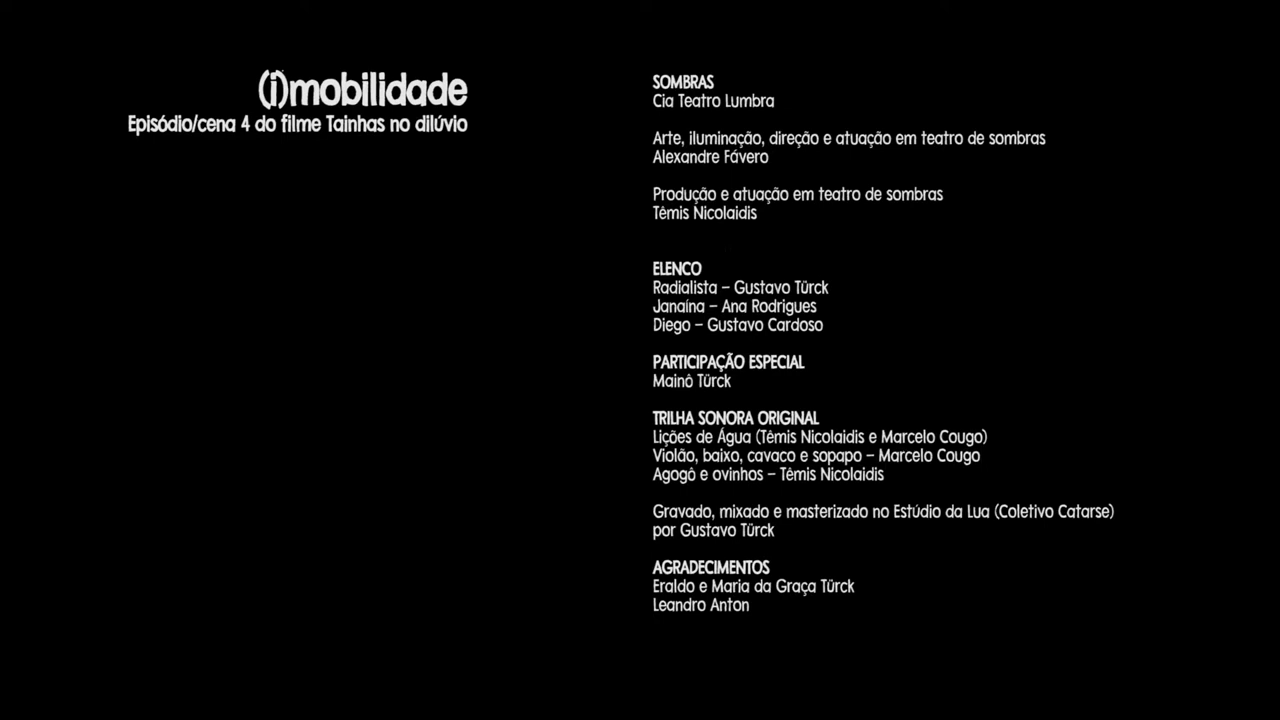 (i)mobilidade
Episódio/cena 4 do filme Tainhas no dilúvio
SOMBRAS
Cia Teatro Lumbra
Arte, iluminação, direção e atuação em teatro de sombras
Alexandre Fávero
Produção e atuação em teatro de sombras
Têmis Nicolaidis
ELENCO
Radialista – Gustavo Türck
Janaína – Ana Rodrigues
Diego – Gustavo Cardoso
PARTICIPAÇÃO ESPECIAL
Mainô Türck
TRILHA SONORA ORIGINAL
Lições de Água (Têmis Nicolaidis e Marcelo Cougo)
Violão, baixo, cavaco e sopapo – Marcelo Cougo
Agogô e ovinhos – Têmis Nicolaidis
Gravado, mixado e masterizado no Estúdio da Lua (Coletivo Catarse)
por Gustavo Türck
AGRADECIMENTOS
Eraldo e Maria da Graça Türck
Leandro Anton